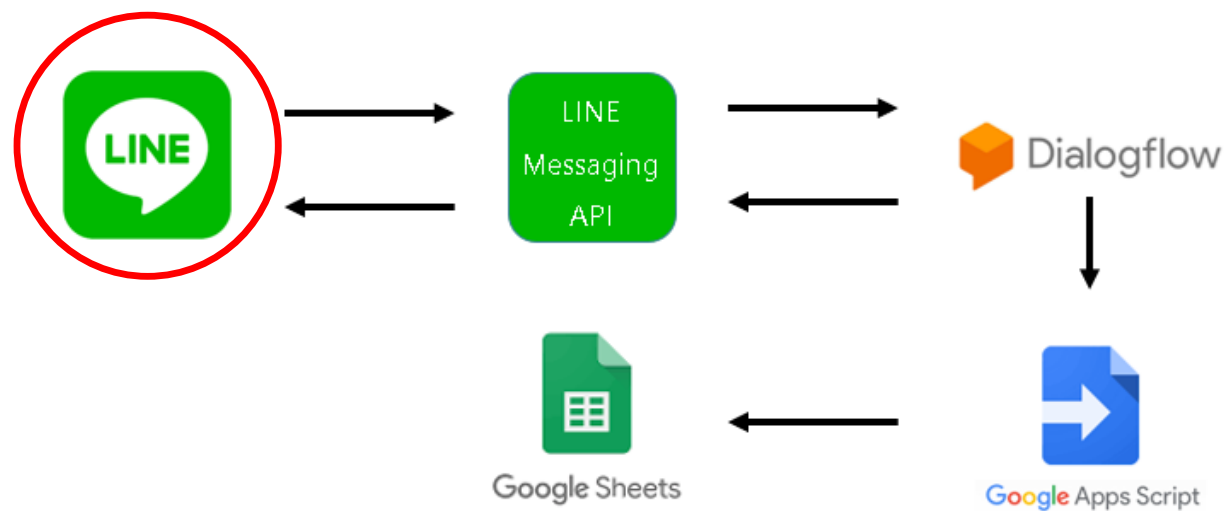 LINE
LINE
Messaging
API
Dialogflow
Google Sheets
Google Apps Script